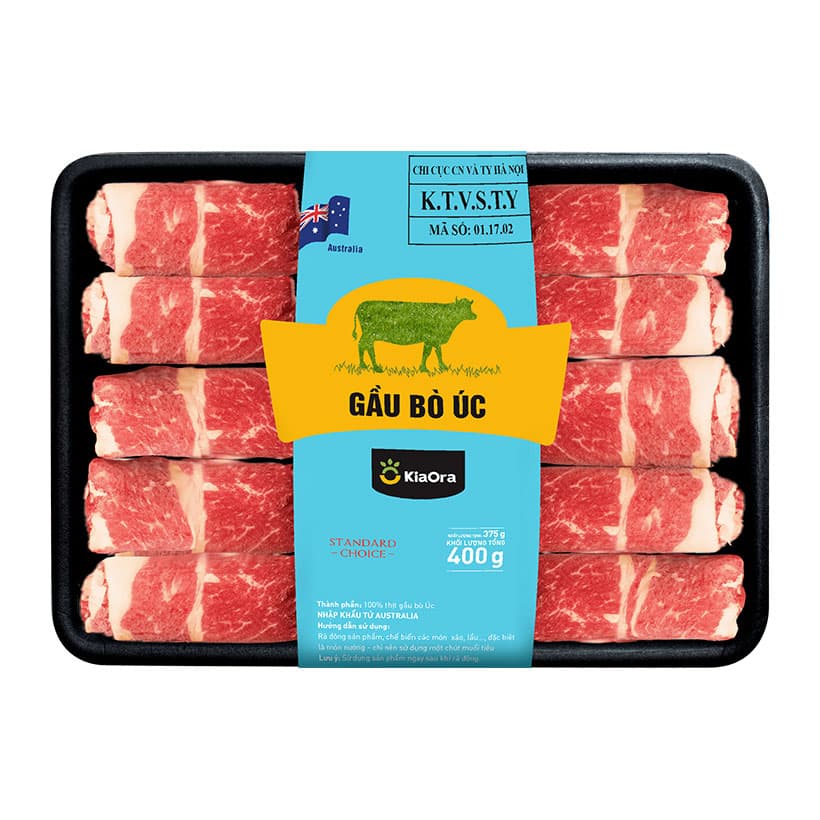 CHI CỤC CN VÀ TY HÀ NỘI
K.T.V.S.T.Y
MÃ SỐ: 01.17.02
Australia
GẦU BÒ ÚC
KiaOra
STANDARD
- CHOICE -
KHỐI LƯỢNG TỊNH: 375 g
KHỐI LƯỢNG TỔNG
400 g
Thành phần: 100% thịt gầu bò Úc
NHẬP KHẨU TỪ AUSTRALIA
Hướng dẫn sử dụng:
Rã đông sản phẩm, chế biến các món xào, lẩu..., đặc biệt
là món nướng - chỉ nên sử dụng một chút muối tiêu
Lưu ý: Sử dụng sản phẩm ngay sau khi rã đông.